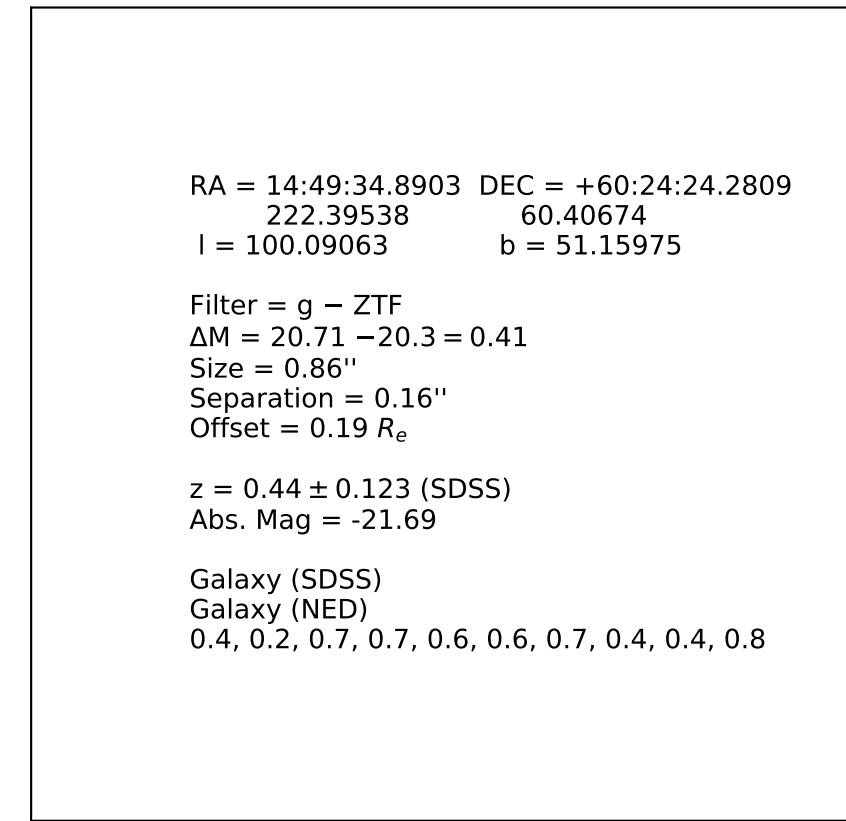 RA = 14:49:34.8903 DEC = +60:24:24.2809
222.39538 60.40674
l = 100.09063 b = 51.15975
Filter = g − ZTF
ΔM = 20.71 −20.3 = 0.41
Size = 0.86''
Separation = 0.16''
Offset = 0.19 Rₑ
z = 0.44 ± 0.123 (SDSS)
Abs. Mag = -21.69
Galaxy (SDSS)
Galaxy (NED)
0.4, 0.2, 0.7, 0.7, 0.6, 0.6, 0.7, 0.4, 0.4, 0.8